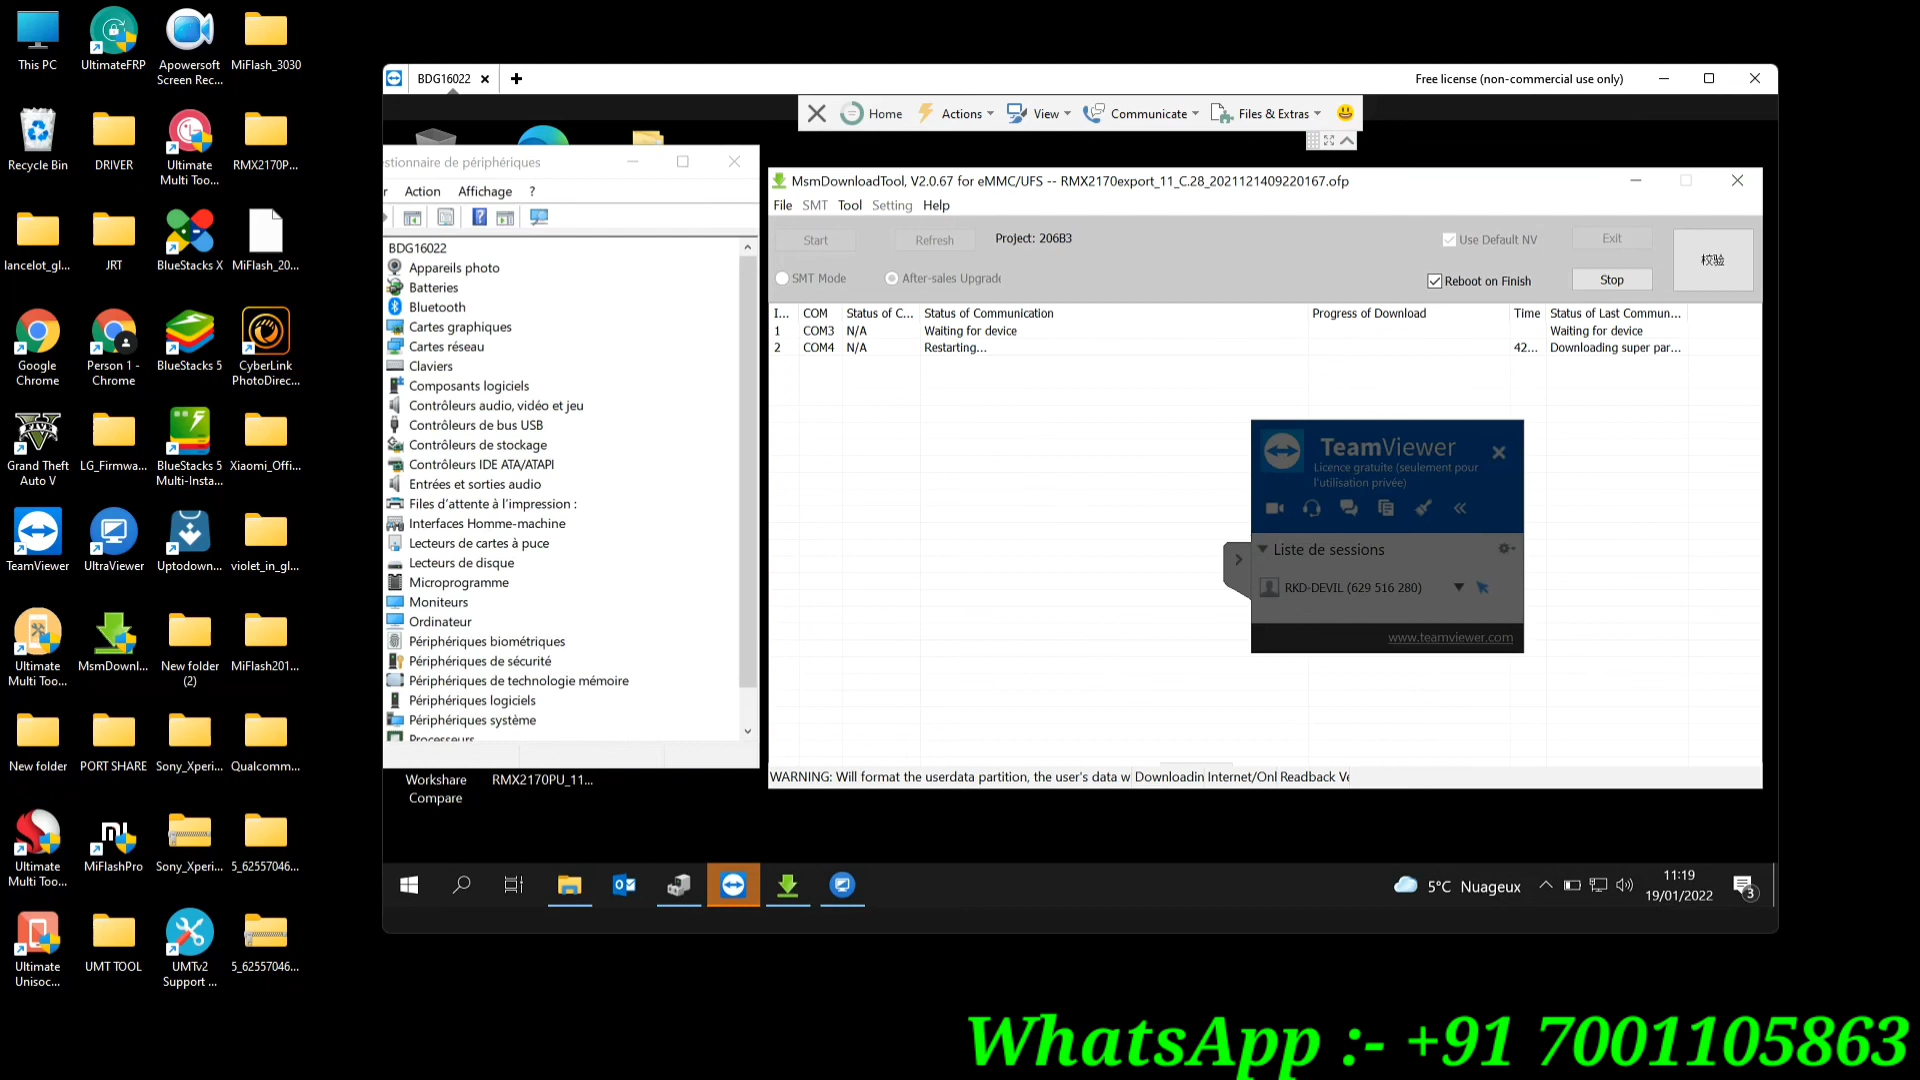 This PC
UltimateFRP
Apowersoft
Screen Rec...
MiFlash_3030
Recycle Bin
DRIVER
Ultimate
Multi Too...
RMX2170P...
lancelot_gl...
JRT
BlueStacks X
MiFlash_20...
Google
Chrome
Person 1 -
Chrome
BlueStacks 5
CyberLink
PhotoDirec...
Grand Theft
Auto V
LG_Firmwa...
BlueStacks 5
Multi-Insta...
Xiaomi_Offi...
TeamViewer
UltraViewer
Uptodown...
violet_in_gl...
Ultimate
Multi Too...
MsmDownl...
New folder
(2)
MiFlash201...
New folder
PORT SHARE
Sony_Xperi...
Qualcomm...
Ultimate
Multi Too...
MiFlashPro
Sony_Xperi...
5_62557046...
Ultimate
Unisoc...
UMT TOOL
UMTv2
Support ...
5_62557046...
BDG16022
Free license (non-commercial use only)
Home Actions View Communicate Files & Extras
estionnaire de périphériques
r Action Affichage ?
BDG16022
Appareils photo
Batteries
Bluetooth
Cartes graphiques
Cartes réseau
Claviers
Composants logiciels
Contrôleurs audio, vidéo et jeu
Contrôleurs de bus USB
Contrôleurs de stockage
Contrôleurs IDE ATA/ATAPI
Entrées et sorties audio
Files d'attente à l'impression :
Interfaces Homme-machine
Lecteurs de cartes à puce
Lecteurs de disque
Microprogramme
Moniteurs
Ordinateur
Périphériques biométriques
Périphériques de sécurité
Périphériques de technologie mémoire
Périphériques logiciels
Périphériques système
Processeurs
Workshare
Compare
RMX2170PU_11...
MsmDownloadTool, V2.0.67 for eMMC/UFS -- RMX2170export_11_C.28_2021121409220167.ofp
File SMT Tool Setting Help
Start Refresh Project: 206B3 Use Default NV Exit
校验
SMT Mode After-sales Upgrade Reboot on Finish Stop
I... COM Status of C... Status of Communication Progress of Download Time Status of Last Commun...
1 COM3 N/A Waiting for device Waiting for device
2 COM4 N/A Restarting... 42... Downloading super par...
TeamViewer
Licence gratuite (seulement pour
l'utilisation privée)
Liste de sessions
RKD-DEVIL (629 516 280)
www.teamviewer.com
WARNING: Will format the userdata partition, the user's data w Downloadin Internet/Onl Readback Ve
5°C Nuageux
11:19
19/01/2022
3
WhatsApp :- +91 7001105863